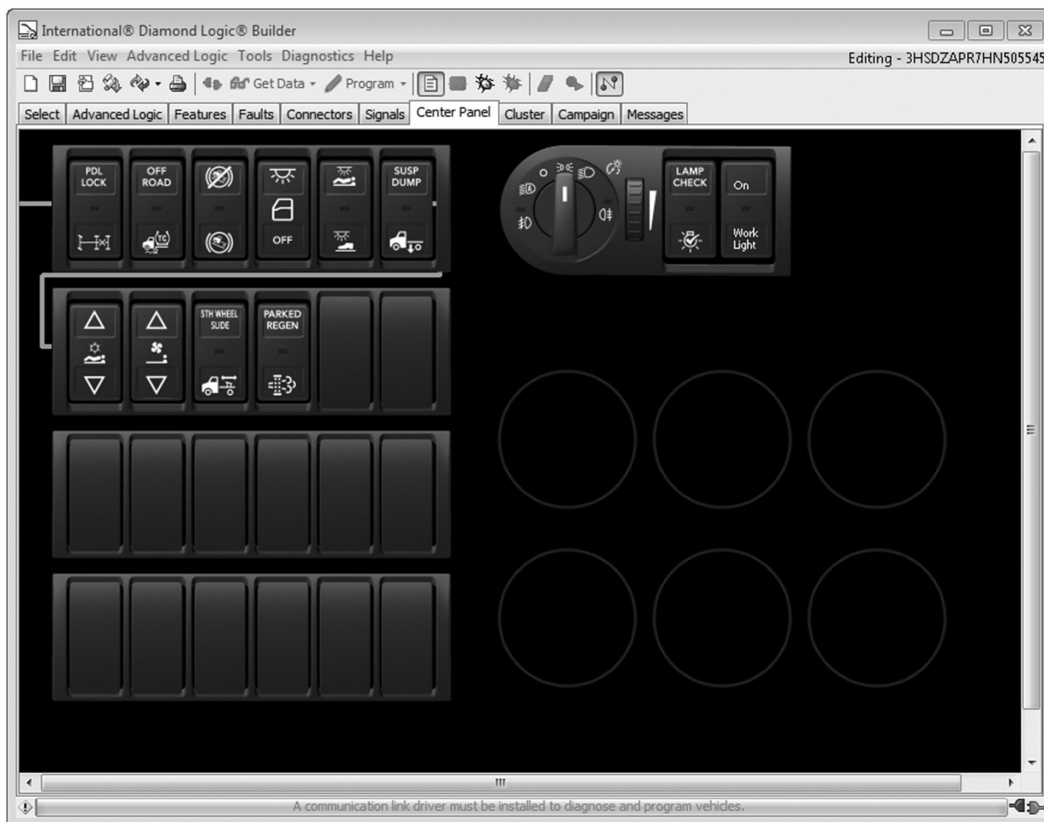 International® Diamond Logic® Builder
File Edit View Advanced Logic Tools Diagnostics Help
Editing - 3HSDZAPR7HN505545
Get Data
Program
Select Advanced Logic Features Faults Connectors Signals Center Panel Cluster Campaign Messages
PDL
LOCK
OFF
ROAD
TC
OFF
SUSP
DUMP
A
LAMP
CHECK
On
Work
Light
5TH WHEEL
SLIDE
PARKED
REGEN
A communication link driver must be installed to diagnose and program vehicles.